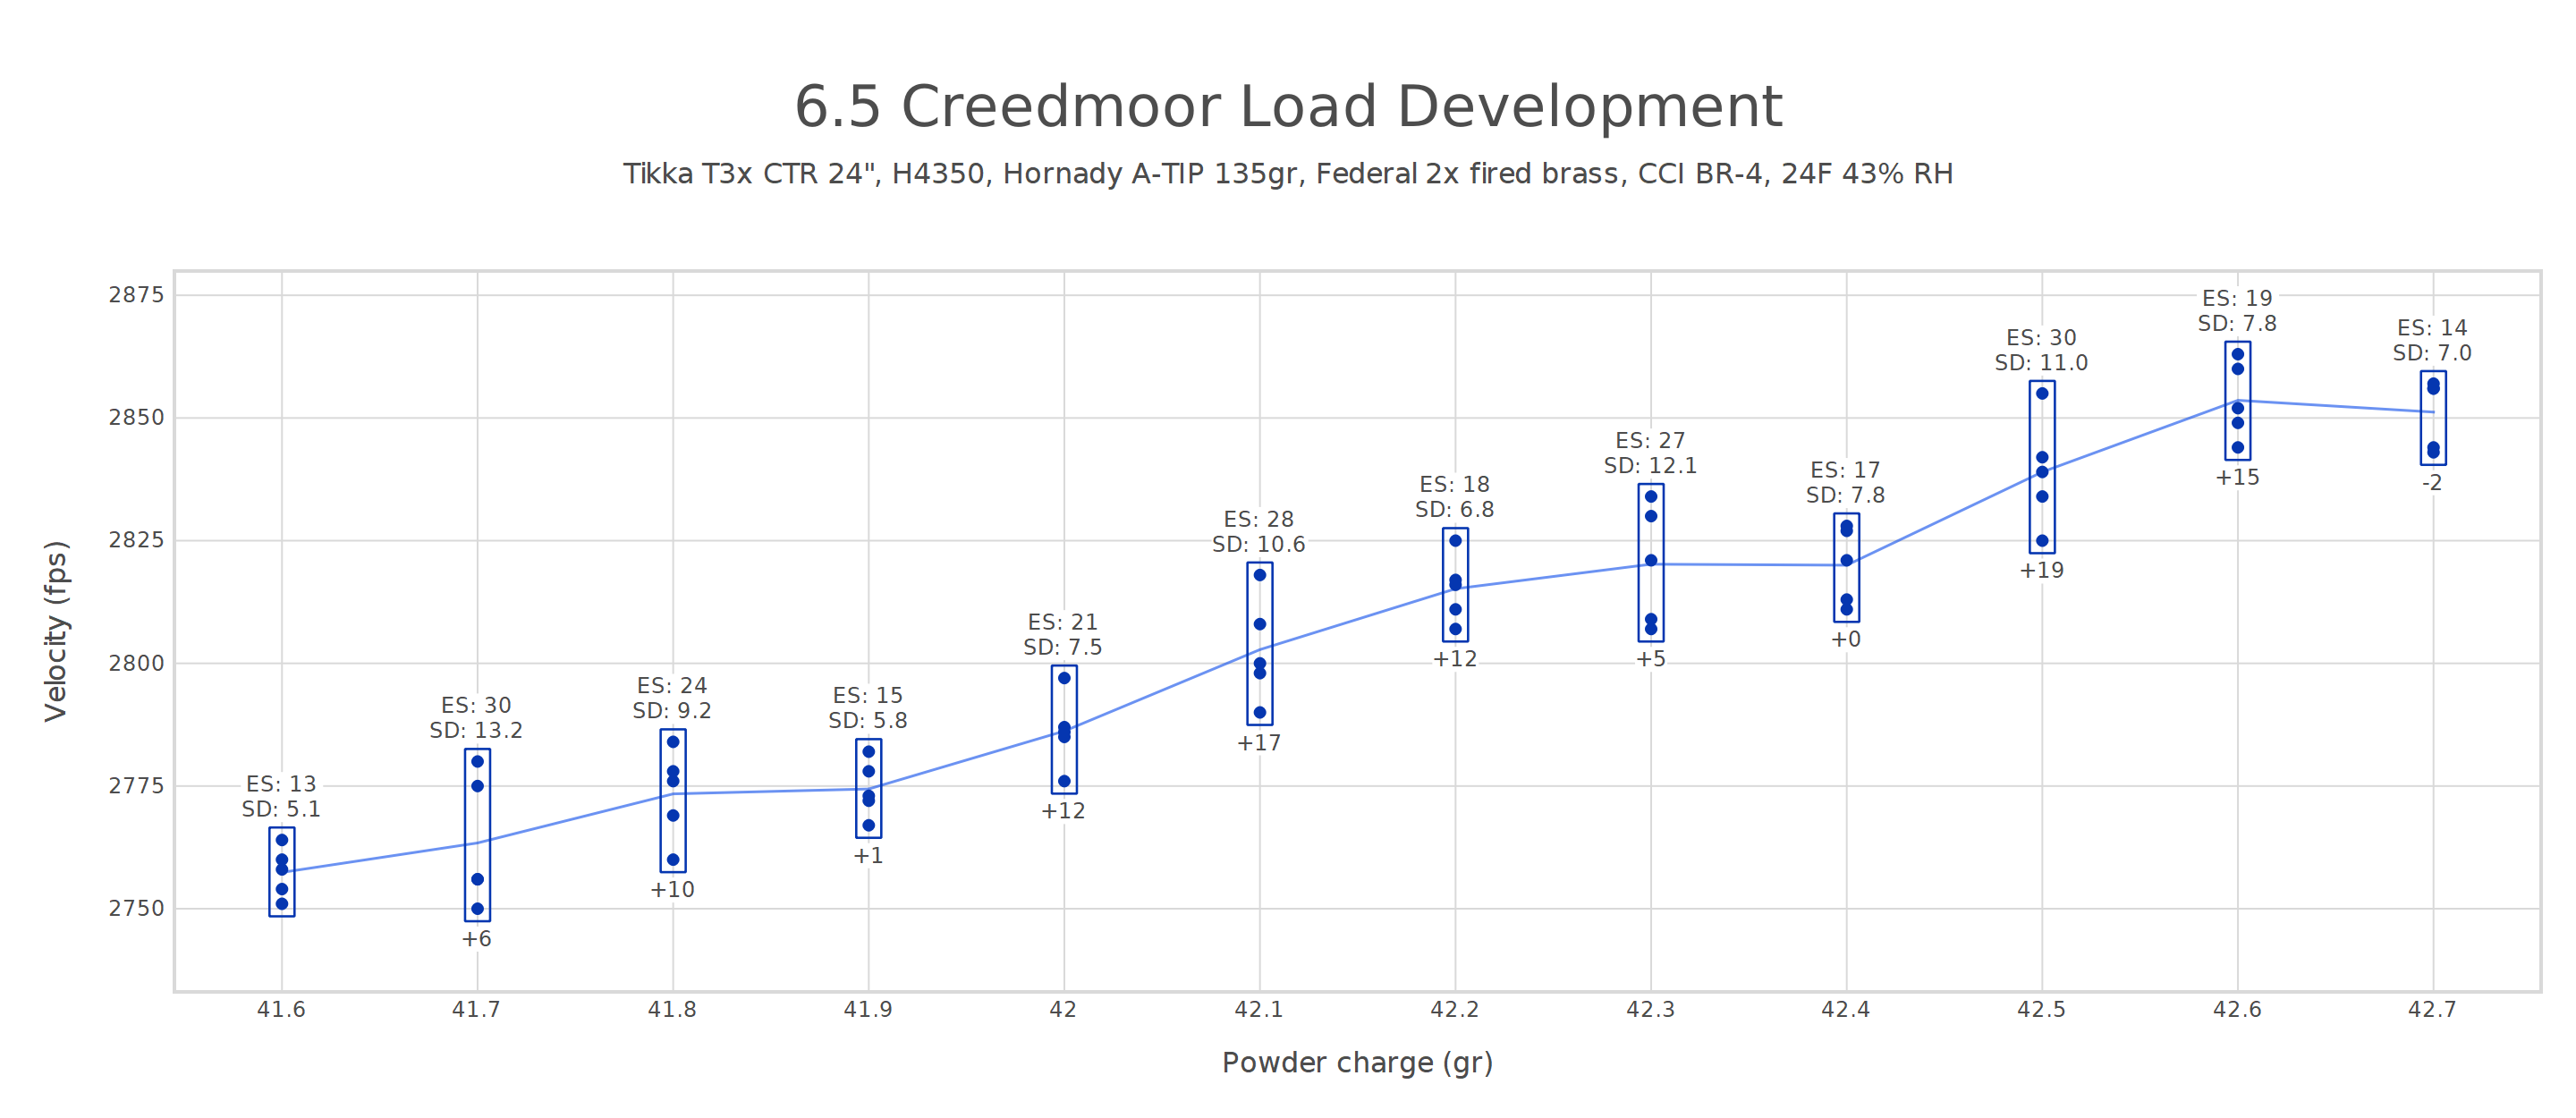 6.5 Creedmoor Load Development
Tikka T3x CTR 24", H4350, Hornady A-TIP 135gr, Federal 2x fired brass, CCI BR-4, 24F 43% RH
Velocity (fps)
2875
2850
2825
2800
2775
2750
ES: 13
SD: 5.1
ES: 30
SD: 13.2
+6
ES: 24
SD: 9.2
+10
ES: 15
SD: 5.8
+1
ES: 21
SD: 7.5
+12
ES: 28
SD: 10.6
+17
ES: 18
SD: 6.8
+12
ES: 27
SD: 12.1
+5
ES: 17
SD: 7.8
+0
ES: 30
SD: 11.0
+19
ES: 19
SD: 7.8
+15
ES: 14
SD: 7.0
-2
41.6 41.7 41.8 41.9 42 42.1 42.2 42.3 42.4 42.5 42.6 42.7
Powder charge (gr)